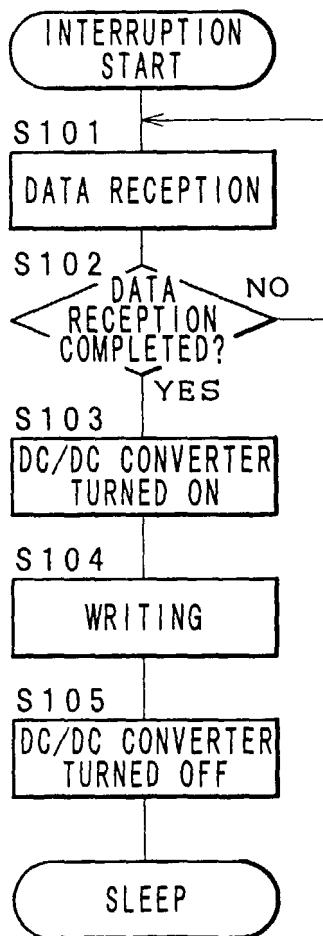 INTERRUPTION
START
S101
DATA RECEPTION
S102
DATA
RECEPTION
COMPLETED?
NO
YES
S103
DC/DC CONVERTER
TURNED ON
S104
WRITING
S105
DC/DC CONVERTER
TURNED OFF
SLEEP